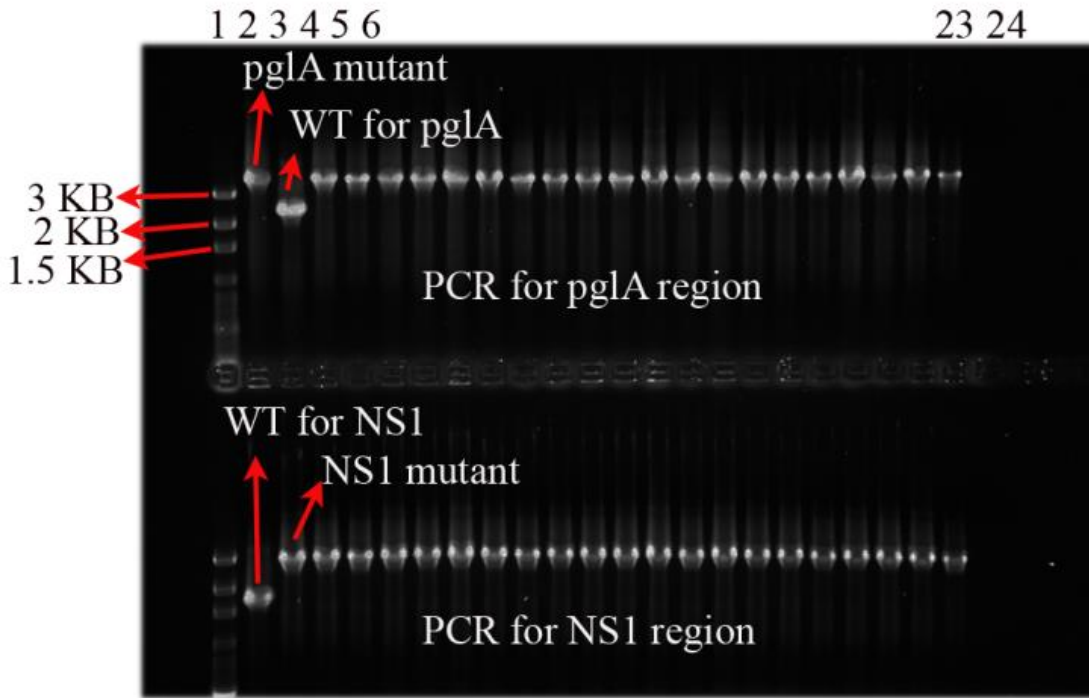 1 2 3 4 5 6 23 24
pglA mutant
WT for pglA
3 KB
2 KB
1.5 KB
PCR for pglA region
WT for NS1
NS1 mutant
PCR for NS1 region